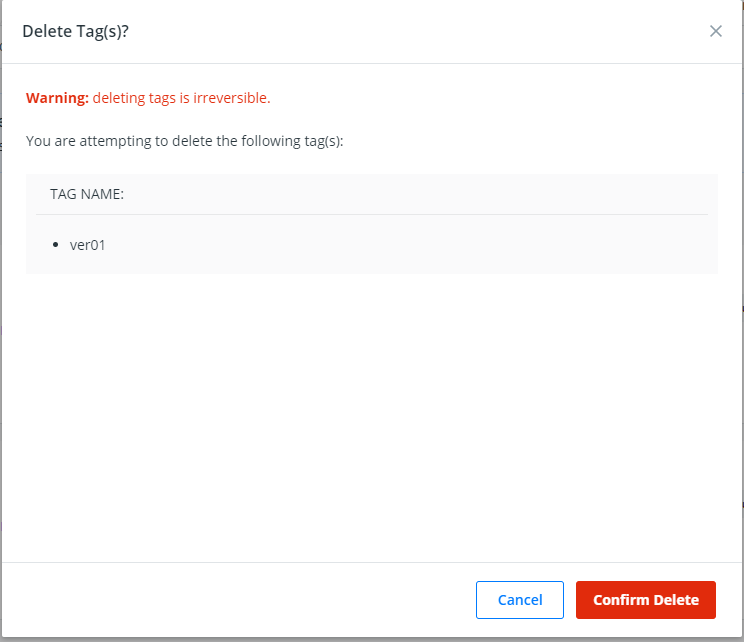 Delete Tag(s)?
Warning: deleting tags is irreversible.
You are attempting to delete the following tag(s):
TAG NAME:
ver01
Cancel
Confirm Delete